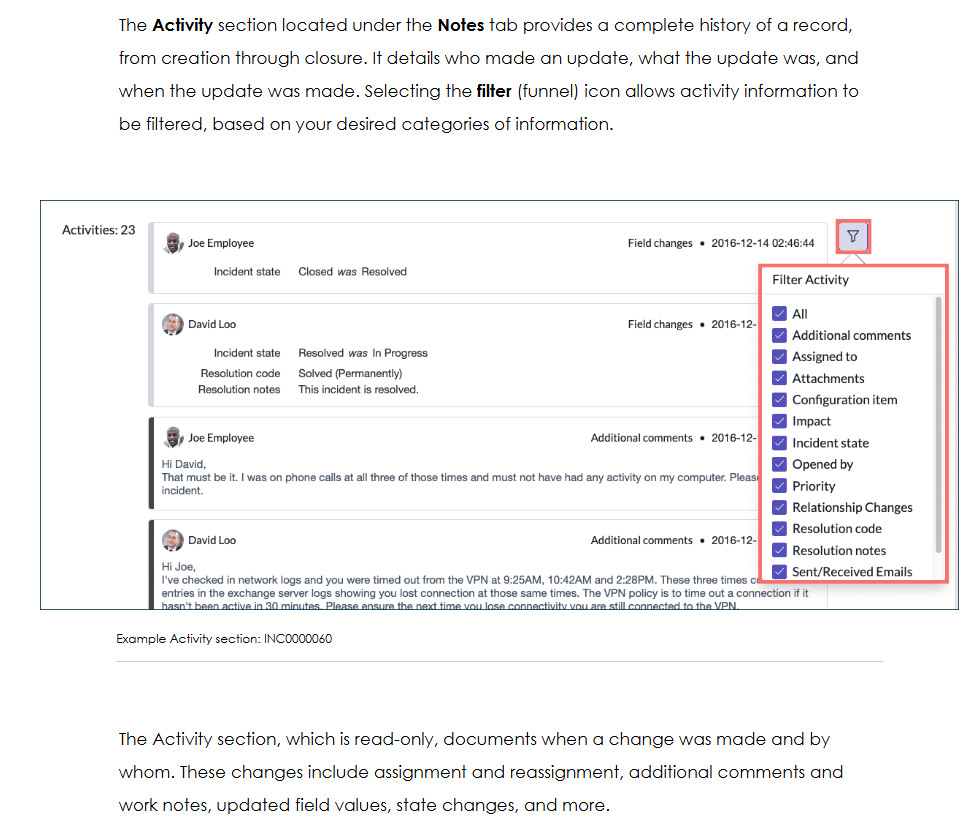 The Activity section located under the Notes tab provides a complete history of a record,
from creation through closure. It details who made an update, what the update was, and
when the update was made. Selecting the filter (funnel) icon allows activity information to
be filtered, based on your desired categories of information.
Activities: 23
Joe Employee
Field changes • 2016-12-14 02:46:44
Incident state Closed was Resolved
David Loo
Field changes • 2016-12-
Incident state Resolved was In Progress
Resolution code Solved (Permanently)
Resolution notes This incident is resolved.
Joe Employee
Additional comments • 2016-12-
Hi David,
That must be it. I was on phone calls at all three of those times and must not have had any activity on my computer. Pleas
incident.
David Loo
Additional comments • 2016-12-
Hi Joe,
I've checked in network logs and you were timed out from the VPN at 9:25AM, 10:42AM and 2:28PM. These three times
entries in the exchange server logs showing you lost connection at those same times. The VPN policy is to time out a connection if it
hasn't been active in 30 minutes. Please ensure the next time you lose connectivity you are still connected to the VPN.
Filter Activity
All
Additional comments
Assigned to
Attachments
Configuration item
Impact
Incident state
Opened by
Priority
Relationship Changes
Resolution code
Resolution notes
Sent/Received Emails
Example Activity section: INC0000060
The Activity section, which is read-only, documents when a change was made and by
whom. These changes include assignment and reassignment, additional comments and
work notes, updated field values, state changes, and more.